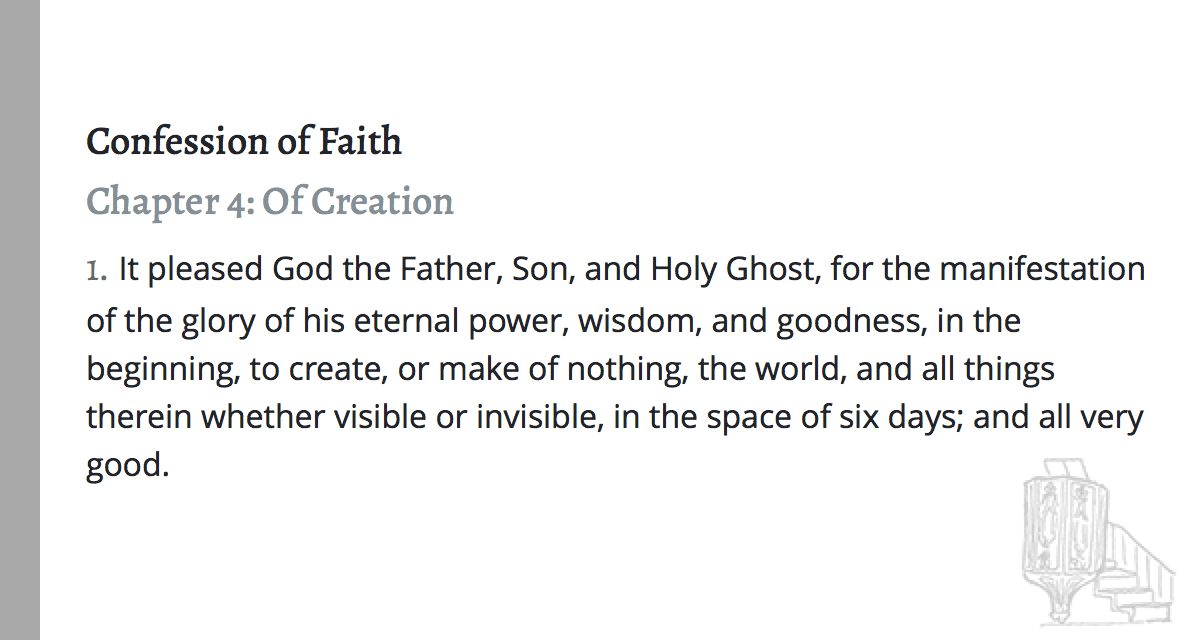 Confession of Faith
Chapter 4: Of Creation
1. It pleased God the Father, Son, and Holy Ghost, for the manifestation
of the glory of his eternal power, wisdom, and goodness, in the
beginning, to create, or make of nothing, the world, and all things
therein whether visible or invisible, in the space of six days; and all very
good.